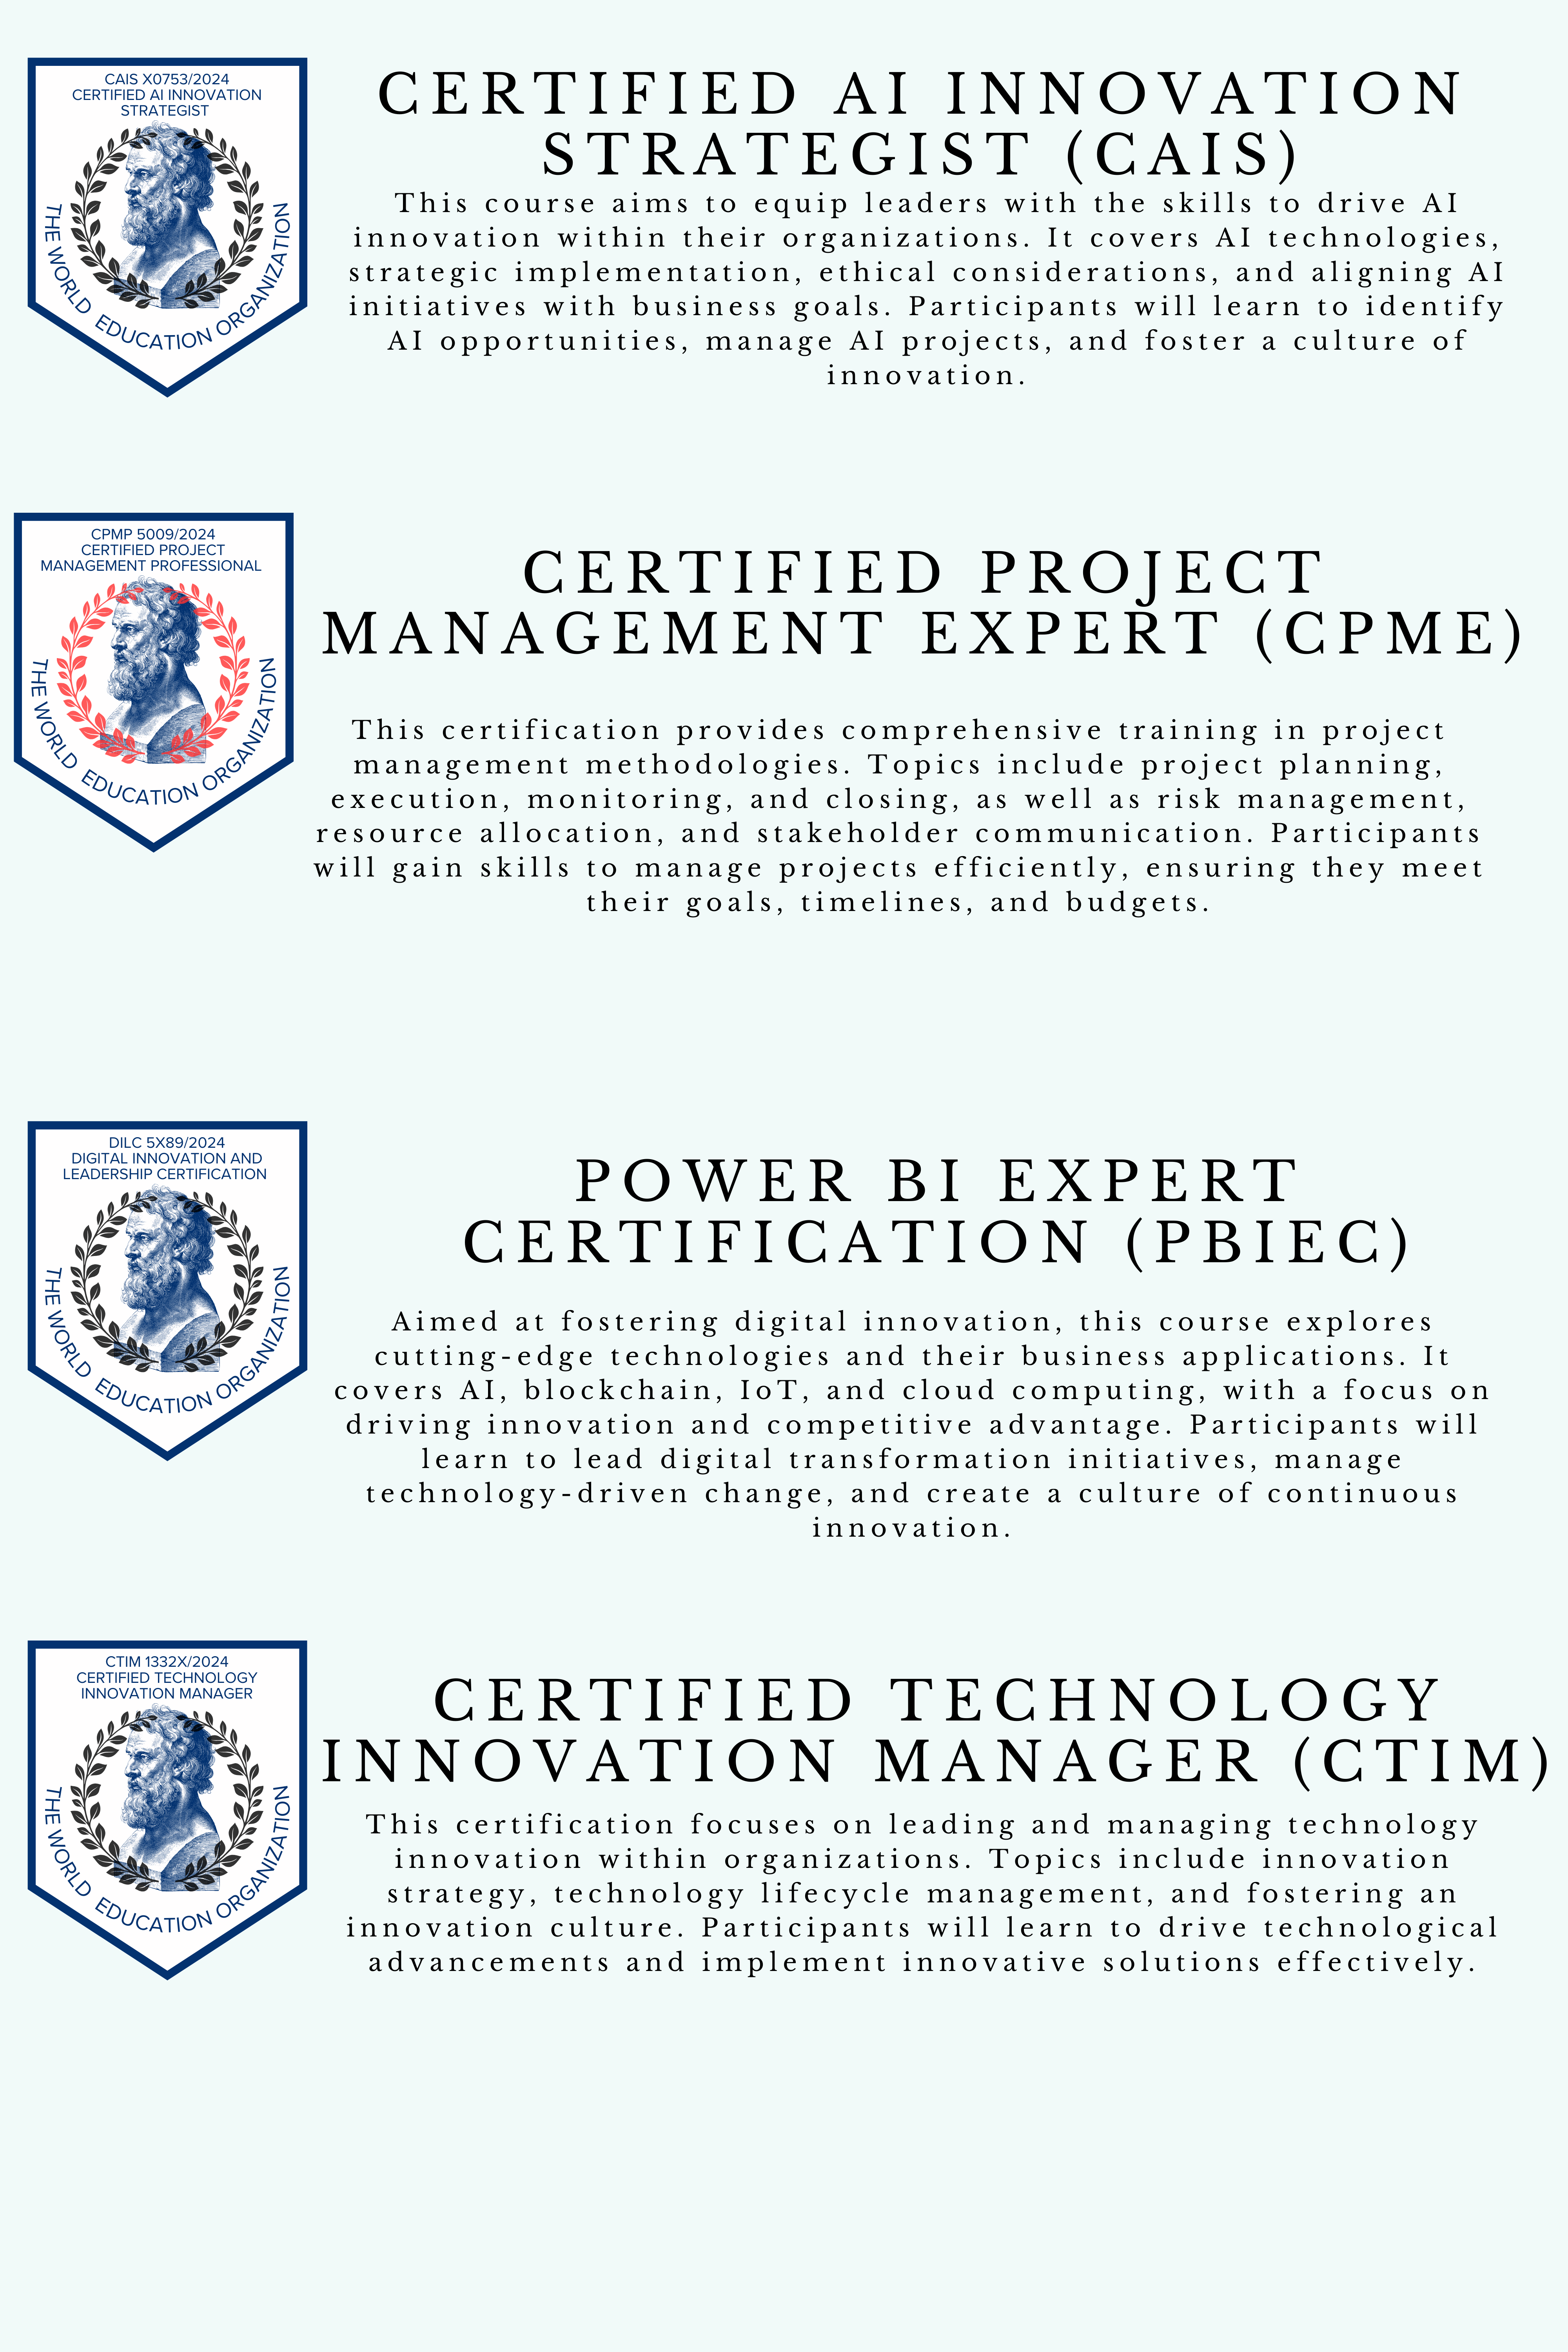 CAIS X0753/2024
CERTIFIED AI INNOVATION
STRATEGIST
THE WORLD EDUCATION ORGANIZATION
CERTIFIED AI INNOVATION
STRATEGIST (CAIS)
This course aims to equip leaders with the skills to drive AI
innovation within their organizations. It covers AI technologies,
strategic implementation, ethical considerations, and aligning AI
initiatives with business goals. Participants will learn to identify
AI opportunities, manage AI projects, and foster a culture of
innovation.
CPMP 5009/2024
CERTIFIED PROJECT
MANAGEMENT PROFESSIONAL
THE WORLD EDUCATION ORGANIZATION
CERTIFIED PROJECT
MANAGEMENT EXPERT (CPME)
This certification provides comprehensive training in project
management methodologies. Topics include project planning,
execution, monitoring, and closing, as well as risk management,
resource allocation, and stakeholder communication. Participants
will gain skills to manage projects efficiently, ensuring they meet
their goals, timelines, and budgets.
DILC 5X89/2024
DIGITAL INNOVATION AND
LEADERSHIP CERTIFICATION
THE WORLD EDUCATION ORGANIZATION
POWER BI EXPERT
CERTIFICATION (PBIEC)
Aimed at fostering digital innovation, this course explores
cutting-edge technologies and their business applications. It
covers AI, blockchain, IoT, and cloud computing, with a focus on
driving innovation and competitive advantage. Participants will
learn to lead digital transformation initiatives, manage
technology-driven change, and create a culture of continuous
innovation.
CTIM 1332X/2024
CERTIFIED TECHNOLOGY
INNOVATION MANAGER
THE WORLD EDUCATION ORGANIZATION
CERTIFIED TECHNOLOGY
INNOVATION MANAGER (CTIM)
This certification focuses on leading and managing technology
innovation within organizations. Topics include innovation
strategy, technology lifecycle management, and fostering an
innovation culture. Participants will learn to drive technological
advancements and implement innovative solutions effectively.